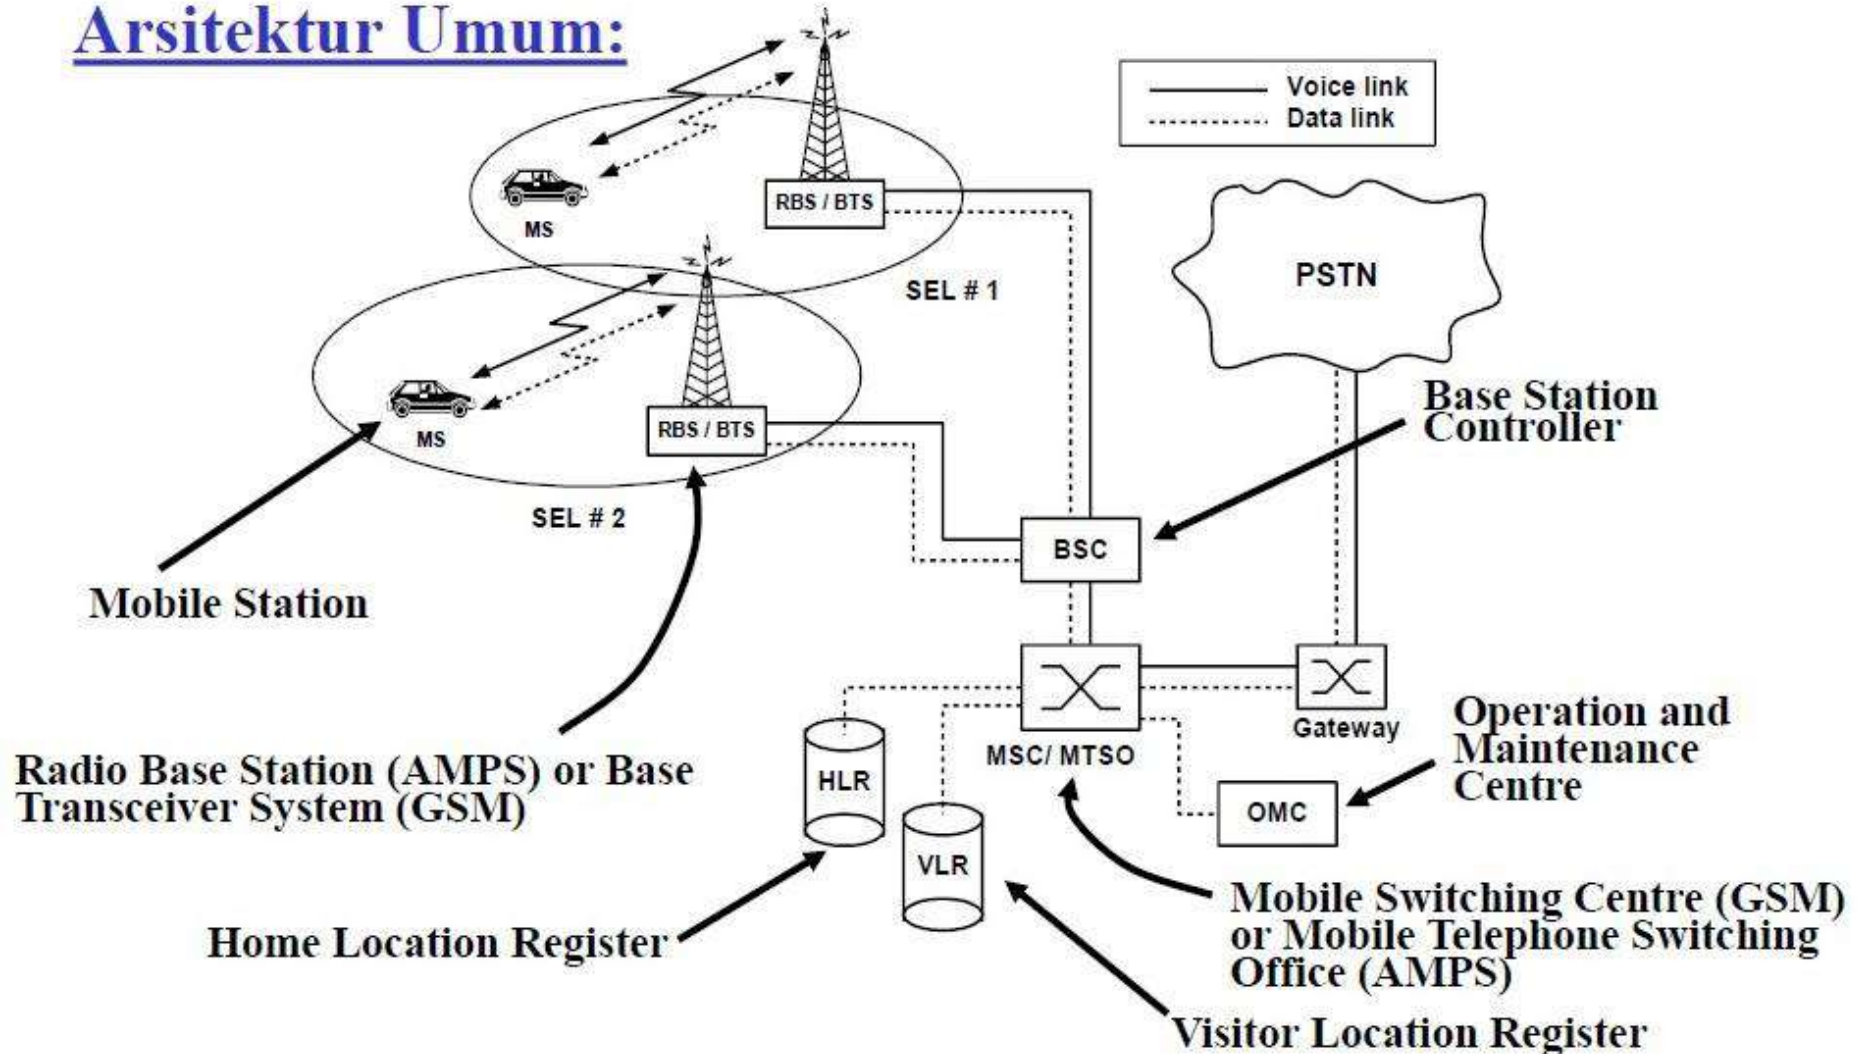 Arsitektur Umum:
Voice link
Data link
RBS / BTS
MS
SEL # 1
PSTN
RBS / BTS
MS
SEL # 2
Base Station
Controller
BSC
Mobile Station
MSC/ MTSO
Gateway
Operation and
Maintenance
Centre
Radio Base Station (AMPS) or Base
Transceiver System (GSM)
HLR
OMC
VLR
Home Location Register
Mobile Switching Centre (GSM)
or Mobile Telephone Switching
Office (AMPS)
Visitor Location Register